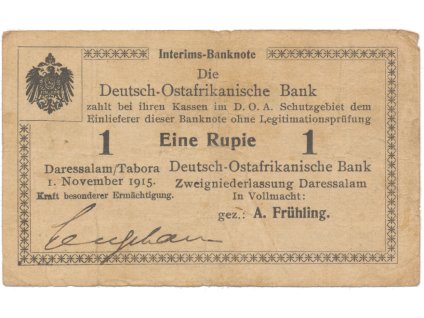 Interims-Banknote
Die
Deutsch-Ostafrikanische Bank
zahlt bei ihren Kassen im D. O. A. Schutzgebiet dem
Einlieferer dieser Banknote ohne Legitimationsprüfung
1 Eine Rupie 1
Daressalam/Tabora Deutsch-Ostafrikanische Bank
1. November 1915. Zweigniederlassung Daressalam
Kraft besonderer Ermächtigung. In Vollmacht:
gez.: A. Frühling.